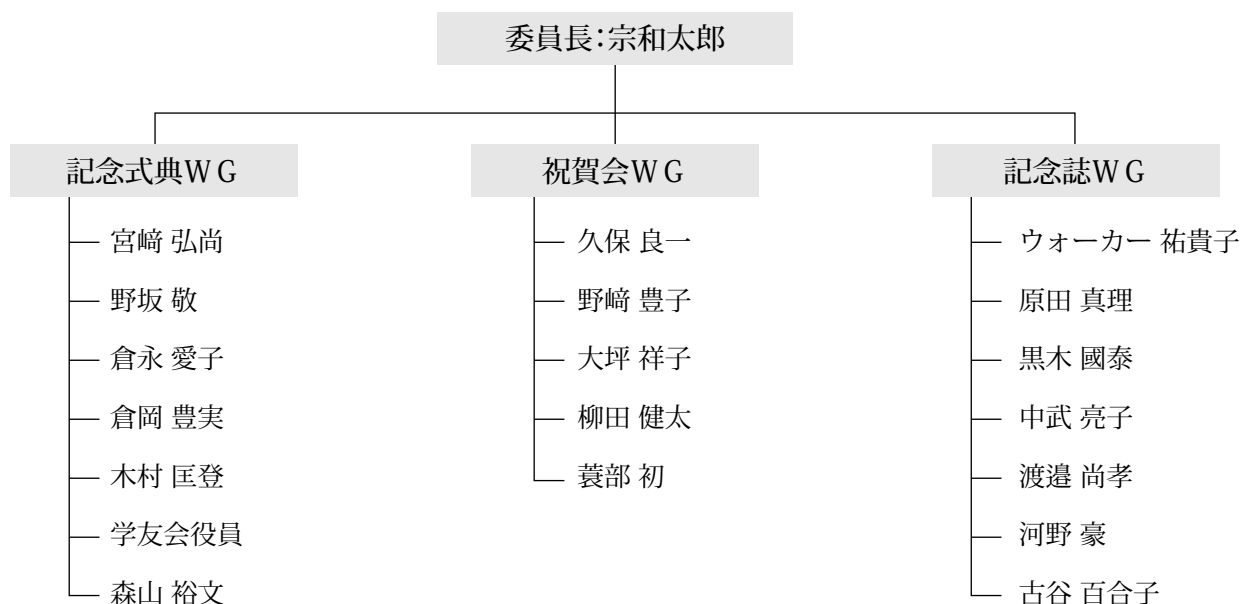 委員長:宗和太郎
記念式典WG
宮﨑 弘尚
野坂 敬
倉永 愛子
倉岡 豊実
木村 匡登
学友会役員
森山 裕文
祝賀会WG
久保 良一
野﨑 豊子
大坪 祥子
柳田 健太
蓑部 初
記念誌WG
ウォーカー 祐貴子
原田 真理
黒木 國泰
中武 亮子
渡邉 尚孝
河野 豪
古谷 百合子